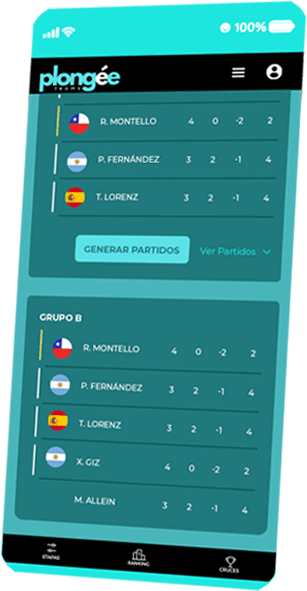 100%
plongée
teams
R. MONTELLO 4 0 -2 2
P. FERNÁNDEZ 3 2 -1 4
T. LORENZ 3 2 -1 4
GENERAR PARTIDOS Ver Partidos
GRUPO B
R. MONTELLO 4 0 -2 2
P. FERNÁNDEZ 3 2 -1 4
T. LORENZ 3 2 -1 4
X. GIZ 4 0 -2 2
M. ALLEIN 3 2 -1 4
ETAPAS RANKING CRUCES